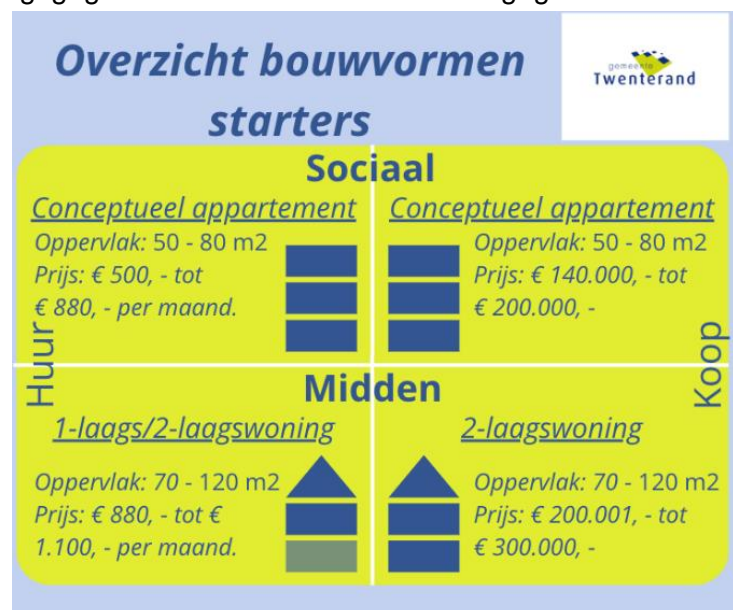 Overzicht bouwvormen
starters
gemeente
Twenterand
Sociaal
Conceptueel appartement
Oppervlak: 50 - 80 m2
Prijs: € 500, - tot
€ 880, - per maand.
Conceptueel appartement
Oppervlak: 50 - 80 m2
Prijs: € 140.000, - tot
€ 200.000, -
Huur
Koop
Midden
1-laags/2-laagswoning
Oppervlak: 70 - 120 m2
Prijs: € 880, - tot €
1.100, - per maand.
2-laagswoning
Oppervlak: 70 - 120 m2
Prijs: € 200.001, - tot
€ 300.000, -